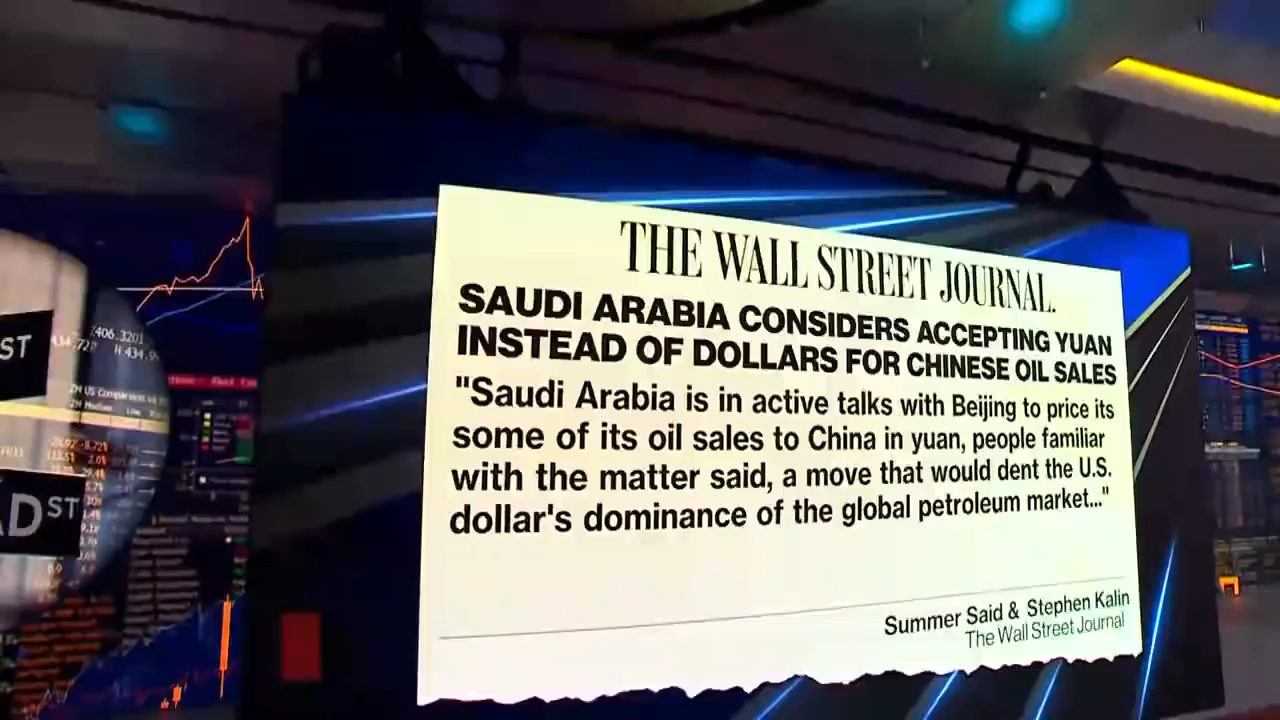 THE WALL STREET JOURNAL.
SAUDI ARABIA CONSIDERS ACCEPTING YUAN
INSTEAD OF DOLLARS FOR CHINESE OIL SALES
"Saudi Arabia is in active talks with Beijing to price its
some of its oil sales to China in yuan, people familiar
with the matter said, a move that would dent the U.S.
dollar's dominance of the global petroleum market..."
Summer Said & Stephen Kalin
The Wall Street Journal
ST
DST